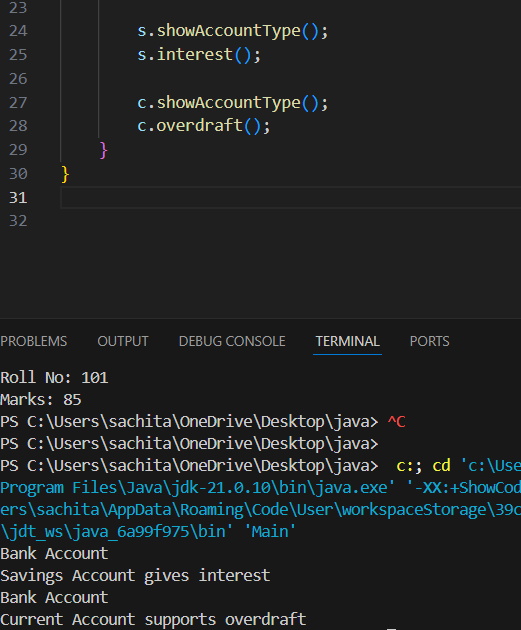 23
24 s.showAccountType();
25 s.interest();
26
27 c.showAccountType();
28 c.overdraft();
29 }
30 }
31
32
PROBLEMS OUTPUT DEBUG CONSOLE TERMINAL PORTS
Roll No: 101
Marks: 85
PS C:\Users\sachita\OneDrive\Desktop\java> ^C
PS C:\Users\sachita\OneDrive\Desktop\java>
PS C:\Users\sachita\OneDrive\Desktop\java>  c:; cd 'c:\Use
Program Files\Java\jdk-21.0.10\bin\java.exe' '-XX:+ShowCod
ers\sachita\AppData\Roaming\Code\User\workspaceStorage\39c
\jdt_ws\java_6a99f975\bin' 'Main'
Bank Account
Savings Account gives interest
Bank Account
Current Account supports overdraft